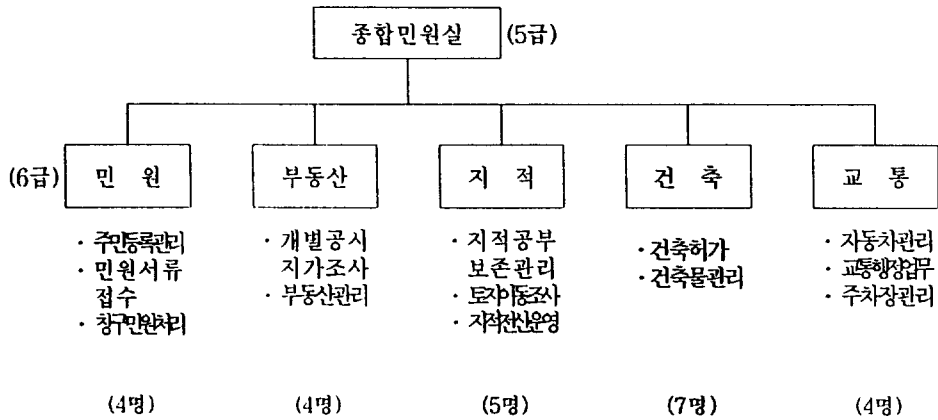 종합민원실 (5급)
(6급) 민 원 부동산 지 적 건 축 교 통
· 주민등록관리
· 민원서류
접수
· 창구민원처리
· 개별공시
지가조사
· 부동산관리
· 지적공부
보존관리
· 토지이동조사
· 지적전산운영
· 건축허가
· 건축물관리
· 자동차관리
· 교통행정업무
· 주차장관리
(4명) (4명) (5명) (7명) (4명)